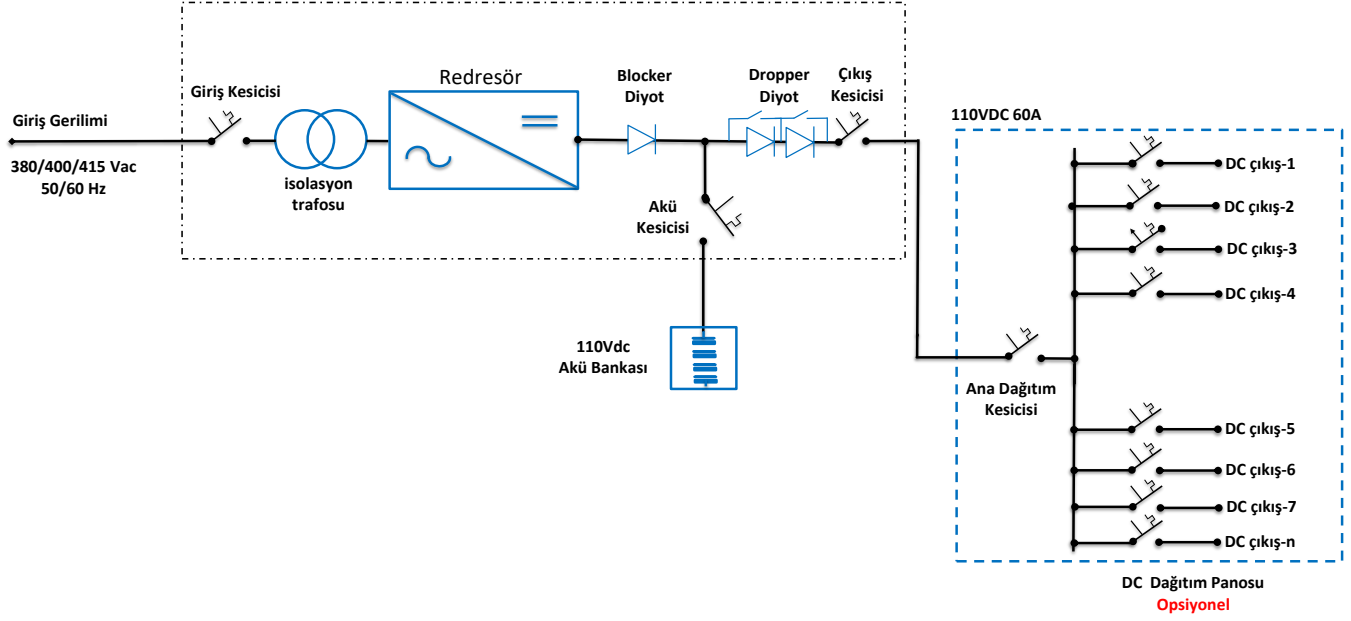 Giriş Gerilimi
380/400/415 Vac
50/60 Hz
Giriş Kesicisi
isolasyon
trafosu
Redresör
Blocker
Diyot
Dropper
Diyot
Çıkış
Kesicisi
Akü
Kesicisi
110Vdc
Akü Bankası
110VDC 60A
Ana Dağıtım
Kesicisi
DC çıkış-1
DC çıkış-2
DC çıkış-3
DC çıkış-4
DC çıkış-5
DC çıkış-6
DC çıkış-7
DC çıkış-n
DC Dağıtım Panosu
Opsiyonel